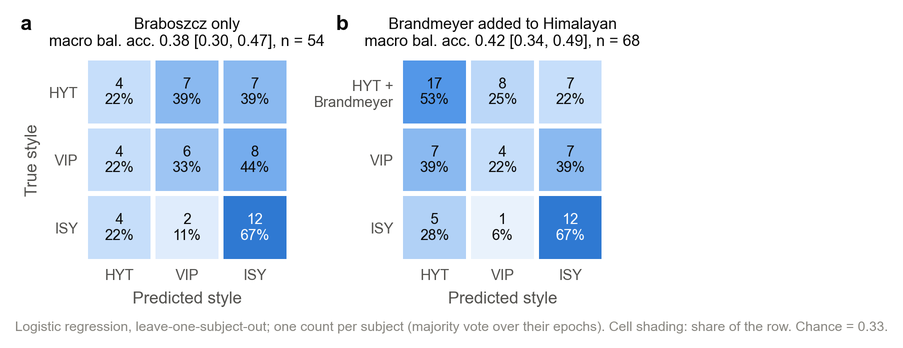 a
Braboszcz only
macro bal. acc. 0.38 [0.30, 0.47], n = 54
True style
HYT
4
22%
7
39%
7
39%
VIP
4
22%
6
33%
8
44%
ISY
4
22%
2
11%
12
67%
HYT
VIP
ISY
Predicted style
b
Brandmeyer added to Himalayan
macro bal. acc. 0.42 [0.34, 0.49], n = 68
HYT +
Brandmeyer
17
53%
8
25%
7
22%
VIP
7
39%
4
22%
7
39%
ISY
5
28%
1
6%
12
67%
HYT
VIP
ISY
Predicted style
Logistic regression, leave-one-subject-out; one count per subject (majority vote over their epochs). Cell shading: share of the row. Chance = 0.33.